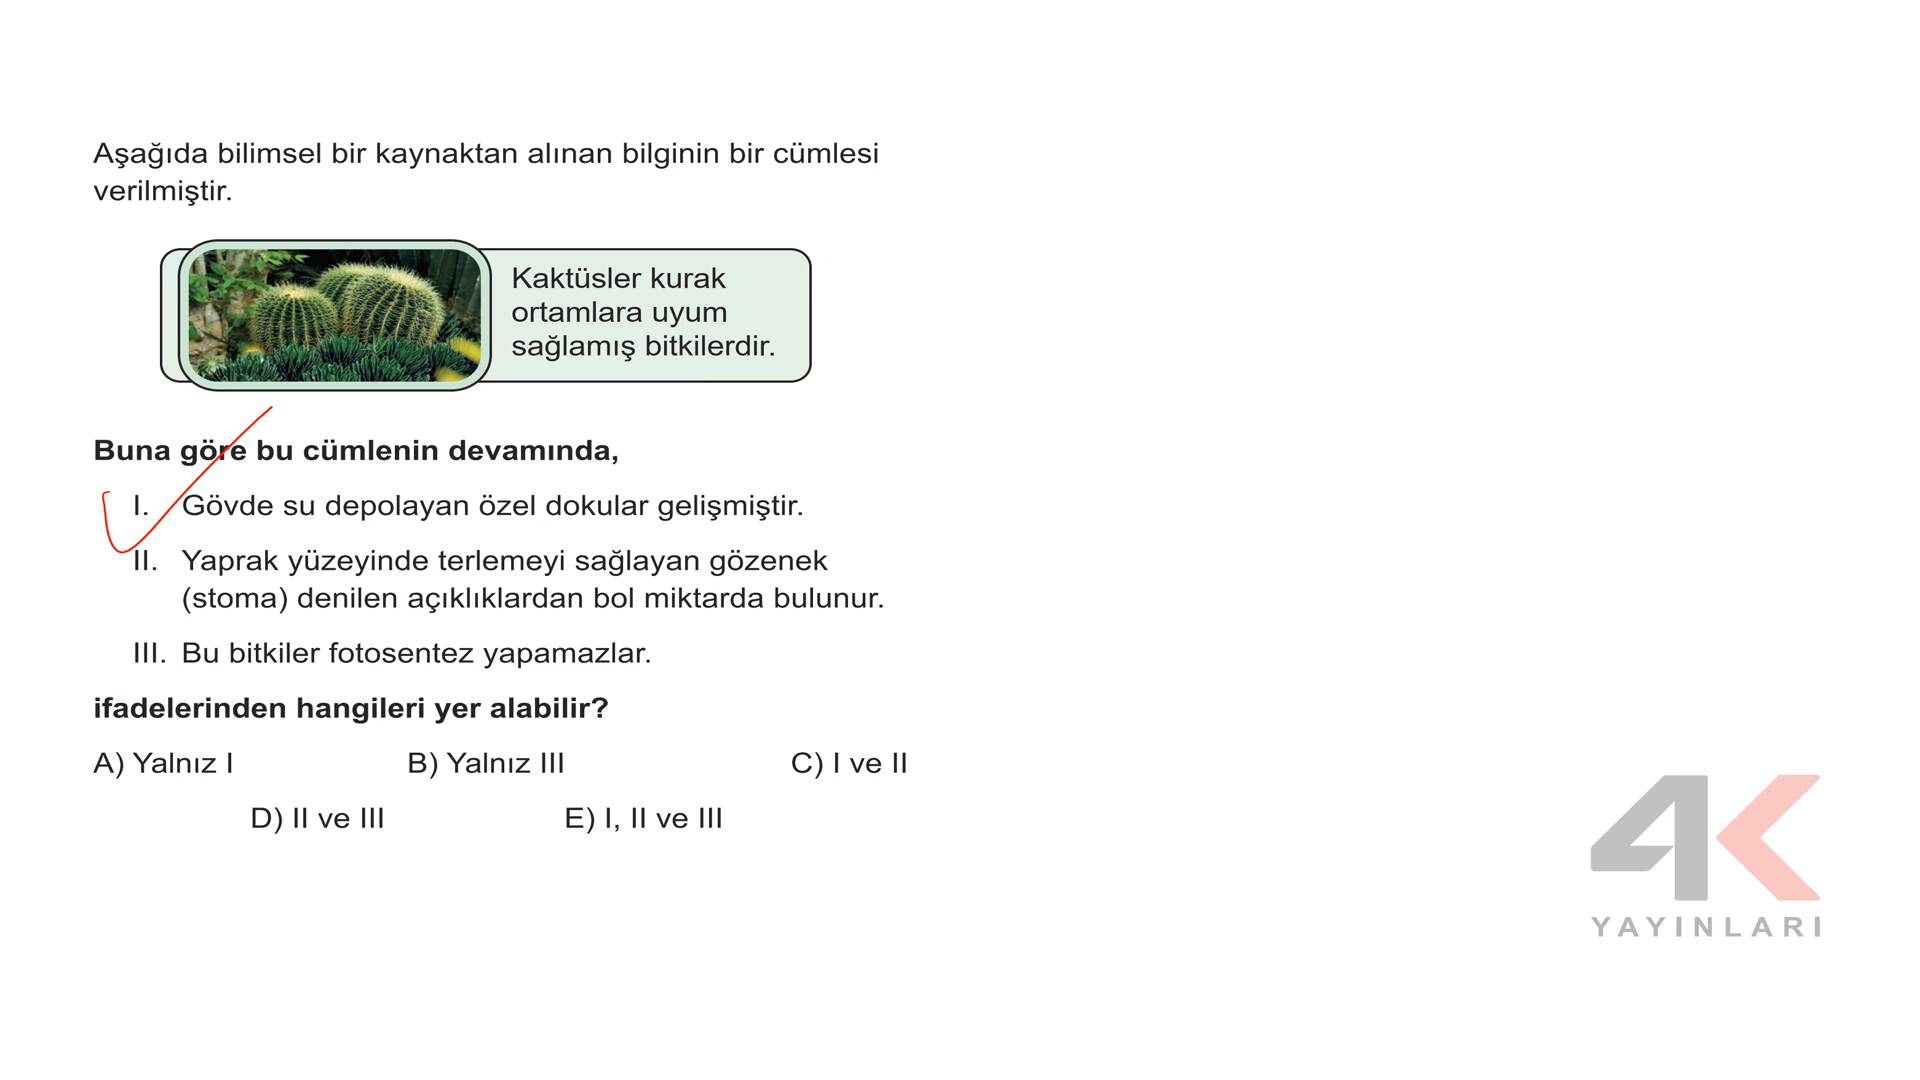 Aşağıda bilimsel bir kaynaktan alınan bilginin bir cümlesi
verilmiştir.
Kaktüsler kurak
ortamlara uyum
sağlamış bitkilerdir.
Buna göre bu cümlenin devamında,
I. Gövde su depolayan özel dokular gelişmiştir.
II. Yaprak yüzeyinde terlemeyi sağlayan gözenek
(stoma) denilen açıklıklardan bol miktarda bulunur.
III. Bu bitkiler fotosentez yapamazlar.
ifadelerinden hangileri yer alabilir?
A) Yalnız I B) Yalnız III C) I ve II
D) II ve III E) I, II ve III
4K
YAYINLARI